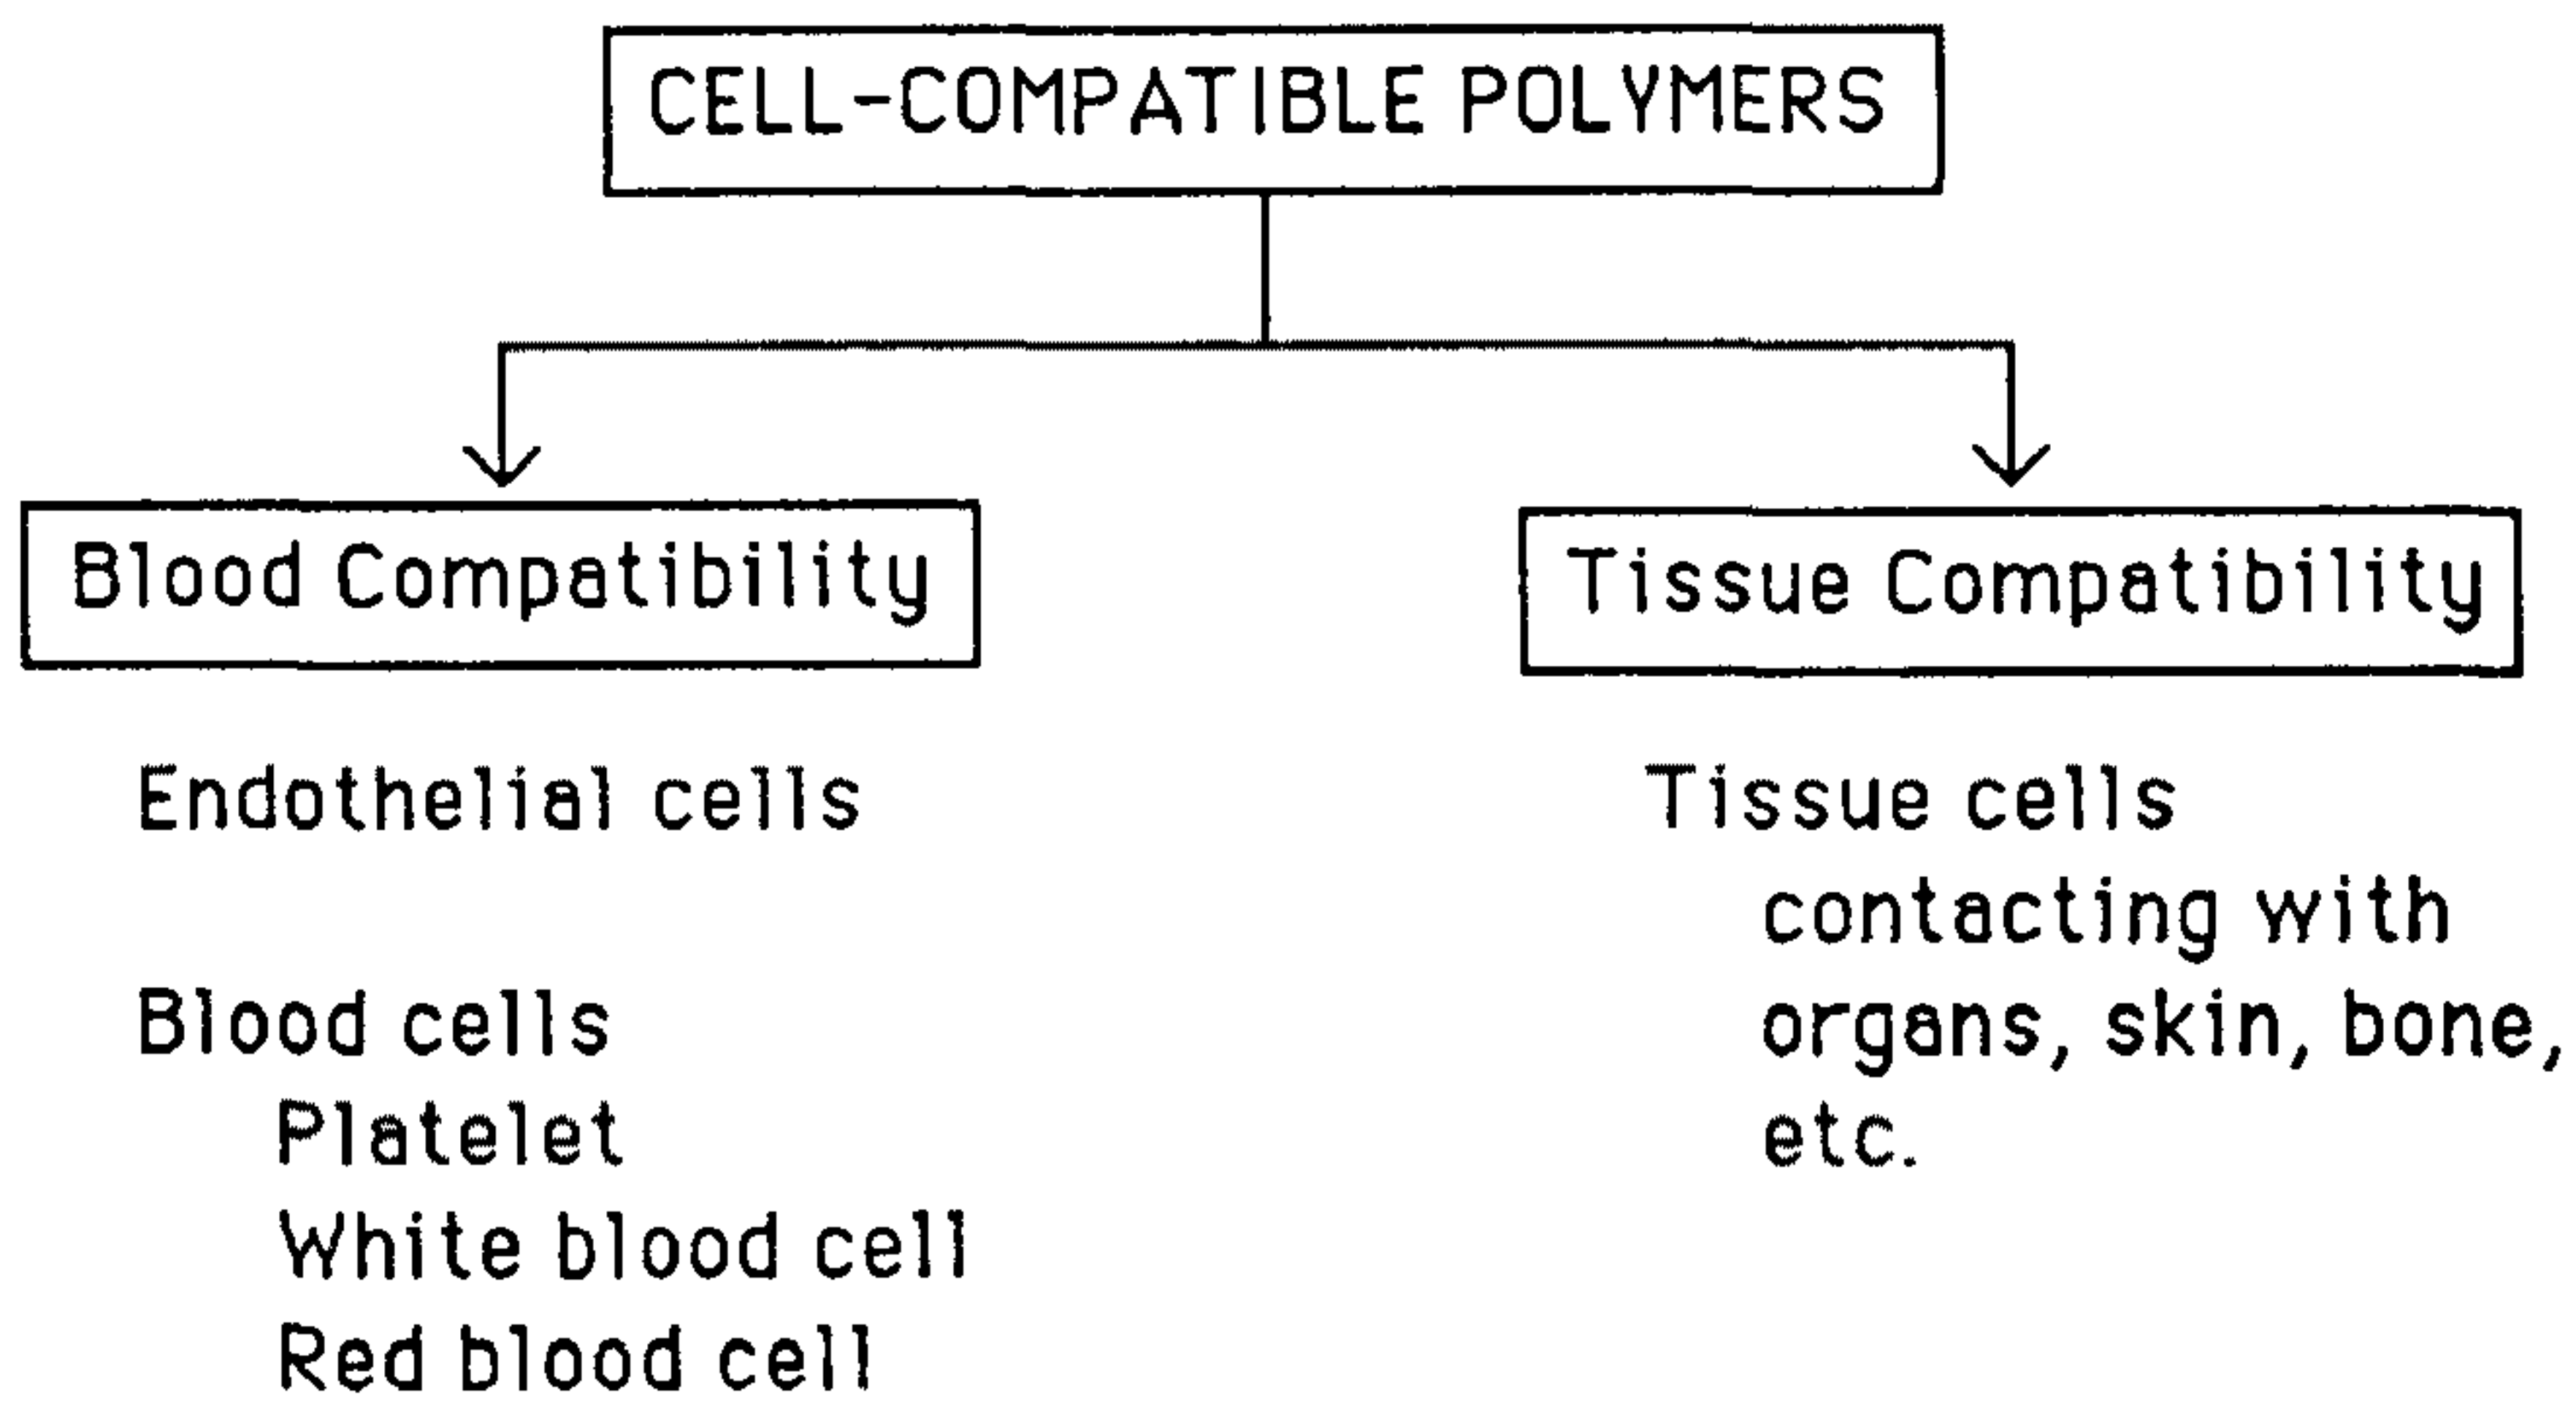 CELL-COMPATIBLE POLYMERS
Blood Compatibility
Endothelial cells
Blood cells
Platelet
White blood cell
Red blood cell
Tissue Compatibility
Tissue cells
contacting with
organs, skin, bone,
etc.